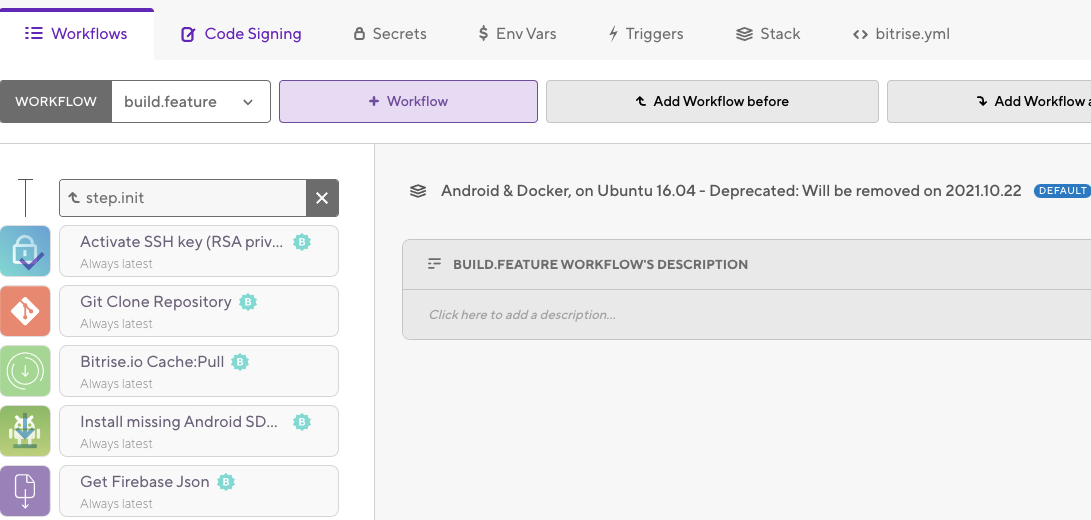 Workflows
Code Signing
Secrets
$ Env Vars
Triggers
Stack
<> bitrise.yml
WORKFLOW
build.feature
+ Workflow
Add Workflow before
Add Workflow
step.init
Android & Docker, on Ubuntu 16.04 - Deprecated: Will be removed on 2021.10.22
DEFAULT
Activate SSH key (RSA priv... B
Always latest
BUILD.FEATURE WORKFLOW'S DESCRIPTION
Git Clone Repository B
Always latest
Click here to add a description...
Bitrise.io Cache:Pull B
Always latest
Install missing Android SD... B
Always latest
Get Firebase Json B
Always latest